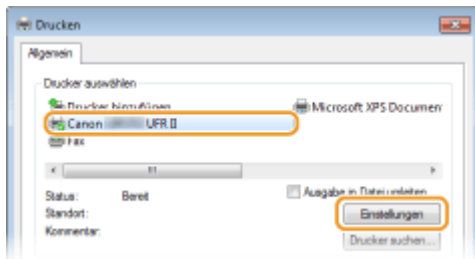 Drucken
Allgemein
Drucker auswählen
Drucker hinzufügen
Microsoft XPS Documen
Canon UFR II
Fax
Status: Bereit
Ausgabe in Datei umleiten
Standort:
Einstellungen
Kommentar:
Drucker suchen...